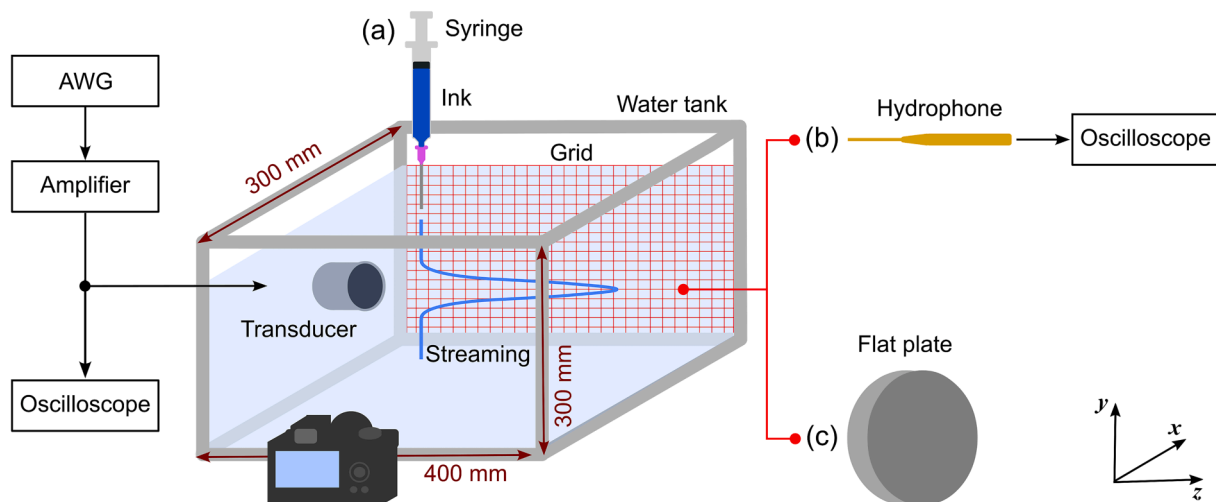 (a)
Syringe
AWG
Ink
Water tank
Hydrophone
(b)
Oscilloscope
Grid
300 mm
Amplifier
Transducer
Streaming
Flat plate
300 mm
Oscilloscope
(c)
400 mm
y
x
z